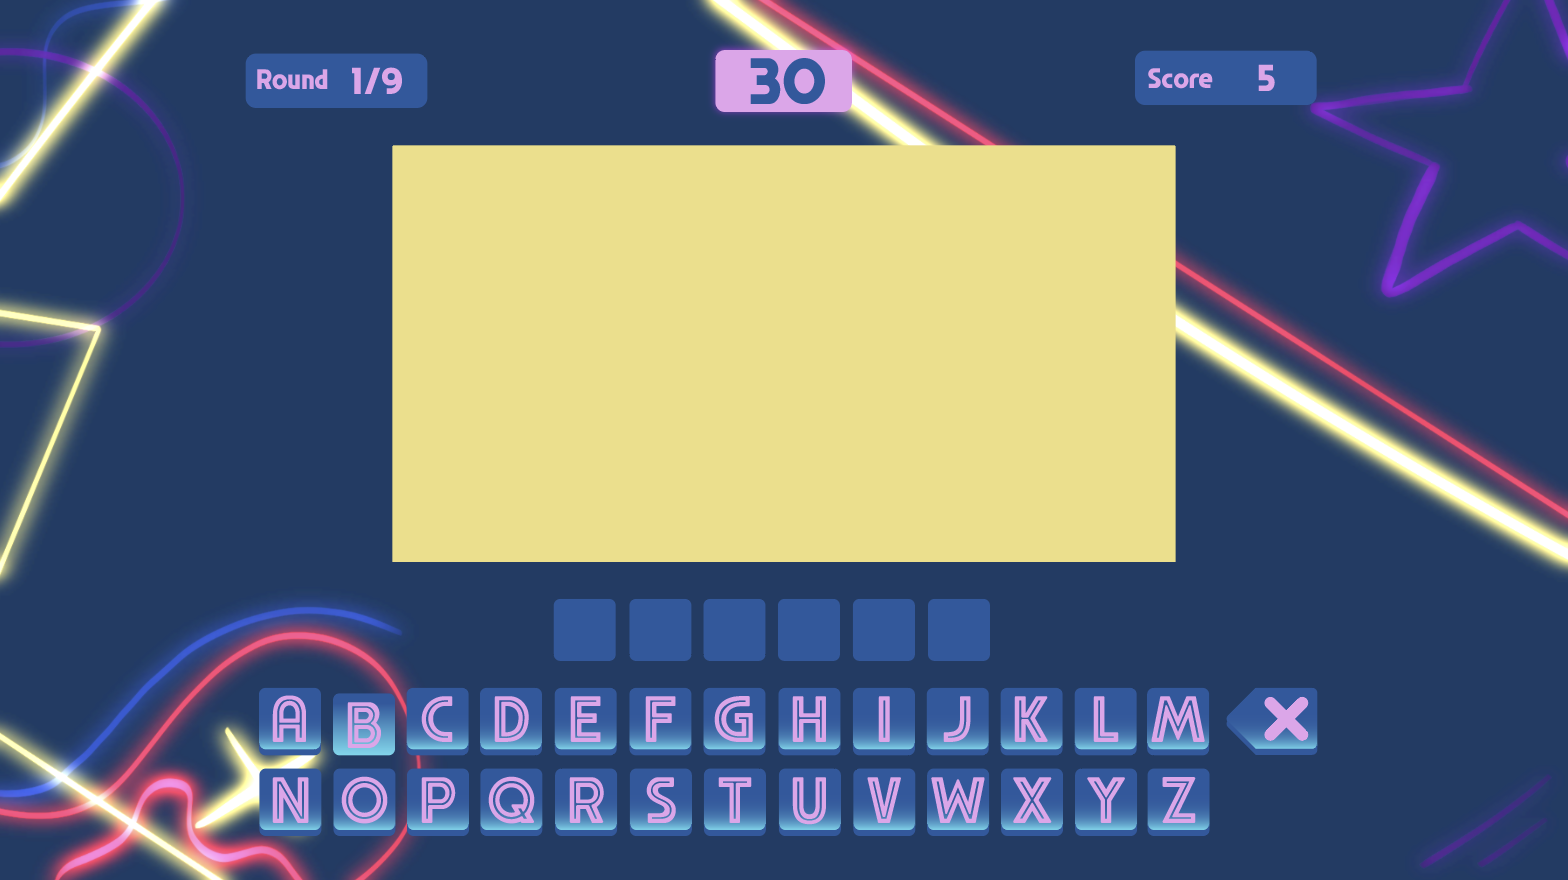 Round 1/9
30
Score 5
A B C D E F G H I J K L M
N O P Q R S T U V W X Y Z